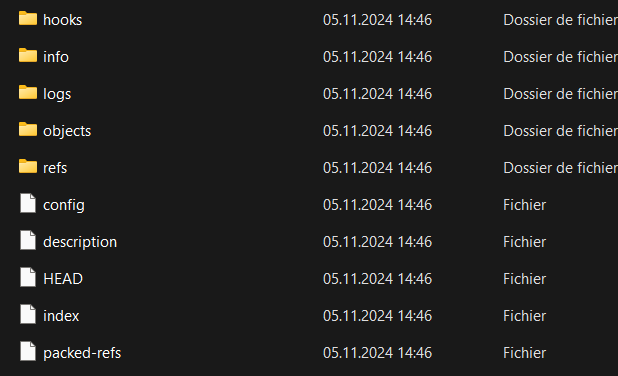 hooks 05.11.2024 14:46 Dossier de fichier
info 05.11.2024 14:46 Dossier de fichier
logs 05.11.2024 14:46 Dossier de fichier
objects 05.11.2024 14:46 Dossier de fichier
refs 05.11.2024 14:46 Dossier de fichier
config 05.11.2024 14:46 Fichier
description 05.11.2024 14:46 Fichier
HEAD 05.11.2024 14:46 Fichier
index 05.11.2024 14:46 Fichier
packed-refs 05.11.2024 14:46 Fichier